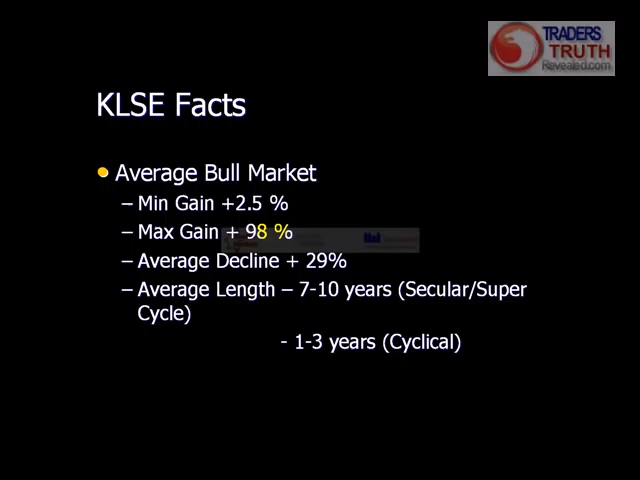 TRADERS
TRUTH
Revealed.com
KLSE Facts
• Average Bull Market
– Min Gain +2.5 %
– Max Gain + 98 %
– Average Decline + 29%
– Average Length – 7-10 years (Secular/Super
Cycle)
- 1-3 years (Cyclical)